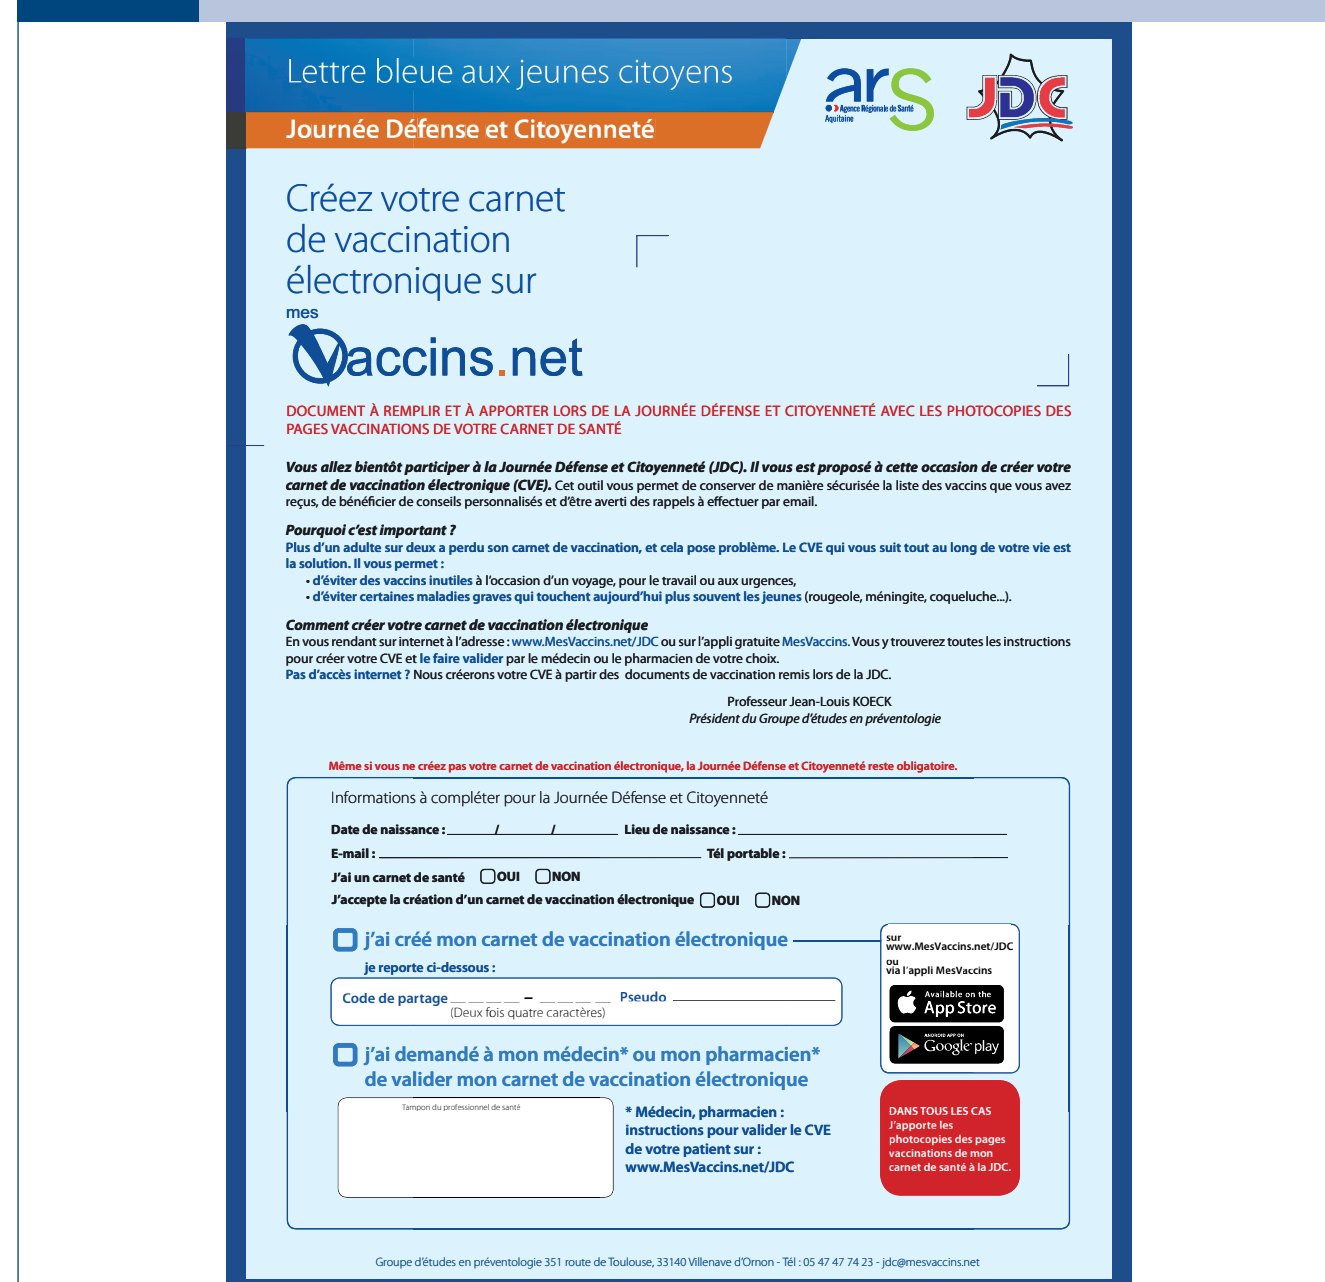 Lettre bleue aux jeunes citoyens
Journée Défense et Citoyenneté
ars
Agence Régionale de Santé
Aquitaine
JDC
Créez votre carnet
de vaccination
électronique sur
mes
Vaccins.net
DOCUMENT À REMPLIR ET À APPORTER LORS DE LA JOURNÉE DÉFENSE ET CITOYENNETÉ AVEC LES PHOTOCOPIES DES
PAGES VACCINATIONS DE VOTRE CARNET DE SANTÉ
Vous allez bientôt participer à la Journée Défense et Citoyenneté (JDC). Il vous est proposé à cette occasion de créer votre
carnet de vaccination électronique (CVE). Cet outil vous permet de conserver de manière sécurisée la liste des vaccins que vous avez
reçus, de bénéficier de conseils personnalisés et d'être averti des rappels à effectuer par email.
Pourquoi c'est important ?
Plus d'un adulte sur deux a perdu son carnet de vaccination, et cela pose problème. Le CVE qui vous suit tout au long de votre vie est
la solution. Il vous permet :
• d'éviter des vaccins inutiles à l'occasion d'un voyage, pour le travail ou aux urgences,
• d'éviter certaines maladies graves qui touchent aujourd'hui plus souvent les jeunes (rougeole, méningite, coqueluche...).
Comment créer votre carnet de vaccination électronique
En vous rendant sur internet à l'adresse : www.MesVaccins.net/JDC ou sur l'appli gratuite MesVaccins. Vous y trouverez toutes les instructions
pour créer votre CVE et le faire valider par le médecin ou le pharmacien de votre choix.
Pas d'accès internet ? Nous créerons votre CVE à partir des documents de vaccination remis lors de la JDC.
Professeur Jean-Louis KOECK
Président du Groupe d'études en préventologie
Même si vous ne créez pas votre carnet de vaccination électronique, la Journée Défense et Citoyenneté reste obligatoire.
Informations à compléter pour la Journée Défense et Citoyenneté
Date de naissance : ______/______/______ Lieu de naissance : ______
E-mail : ______ Tél portable : ______
J'ai un carnet de santé OUI NON
J'accepte la création d'un carnet de vaccination électronique OUI NON
j'ai créé mon carnet de vaccination électronique
je reporte ci-dessous :
Code de partage __ __ __ __ – __ __ __ __ Pseudo ______
(Deux fois quatre caractères)
sur
www.MesVaccins.net/JDC
ou
via l'appli MesVaccins
Available on the
App Store
ANDROID APP ON
Google play
j'ai demandé à mon médecin* ou mon pharmacien*
de valider mon carnet de vaccination électronique
Tampon du professionnel de santé
* Médecin, pharmacien :
instructions pour valider le CVE
de votre patient sur :
www.MesVaccins.net/JDC
DANS TOUS LES CAS
J'apporte les
photocopies des pages
vaccinations de mon
carnet de santé à la JDC.
Groupe d'études en préventologie 351 route de Toulouse, 33140 Villenave d'Ornon - Tél : 05 47 47 74 23 - jdc@mesvaccins.net